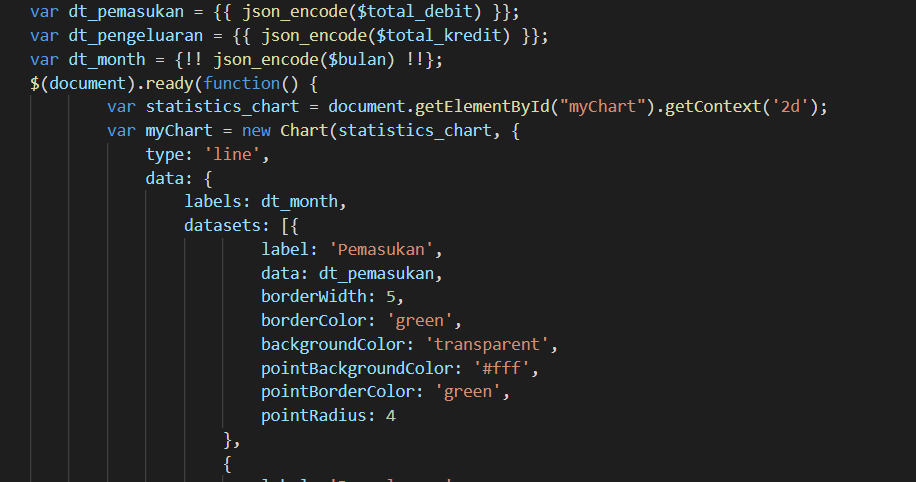 var dt_pemasukan = {{ json_encode($total_debit) }};
var dt_pengeluaran = {{ json_encode($total_kredit) }};
var dt_month = {!! json_encode($bulan) !!};
$(document).ready(function() {
var statistics_chart = document.getElementById("myChart").getContext('2d');
var myChart = new Chart(statistics_chart, {
type: 'line',
data: {
labels: dt_month,
datasets: [{
label: 'Pemasukan',
data: dt_pemasukan,
borderWidth: 5,
borderColor: 'green',
backgroundColor: 'transparent',
pointBackgroundColor: '#fff',
pointBorderColor: 'green',
pointRadius: 4
},
{